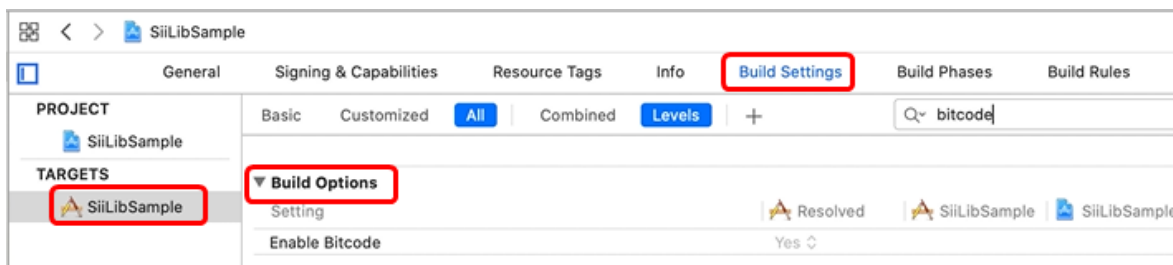 SiiLibSample
General Signing & Capabilities Resource Tags Info Build Settings Build Phases Build Rules
PROJECT
SiiLibSample
TARGETS
SiiLibSample
Basic Customized All Combined Levels + bitcode
Build Options
Setting Resolved SiiLibSample SiiLibSample
Enable Bitcode Yes